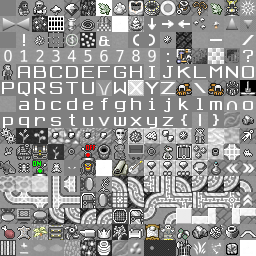 ! $ & ( ) - /
0123456789: ?
ABCDEFGHIJKLMNO
PQRSTUVWXYZ
abcdefghijklmno
pqrstuvwxyz{|}